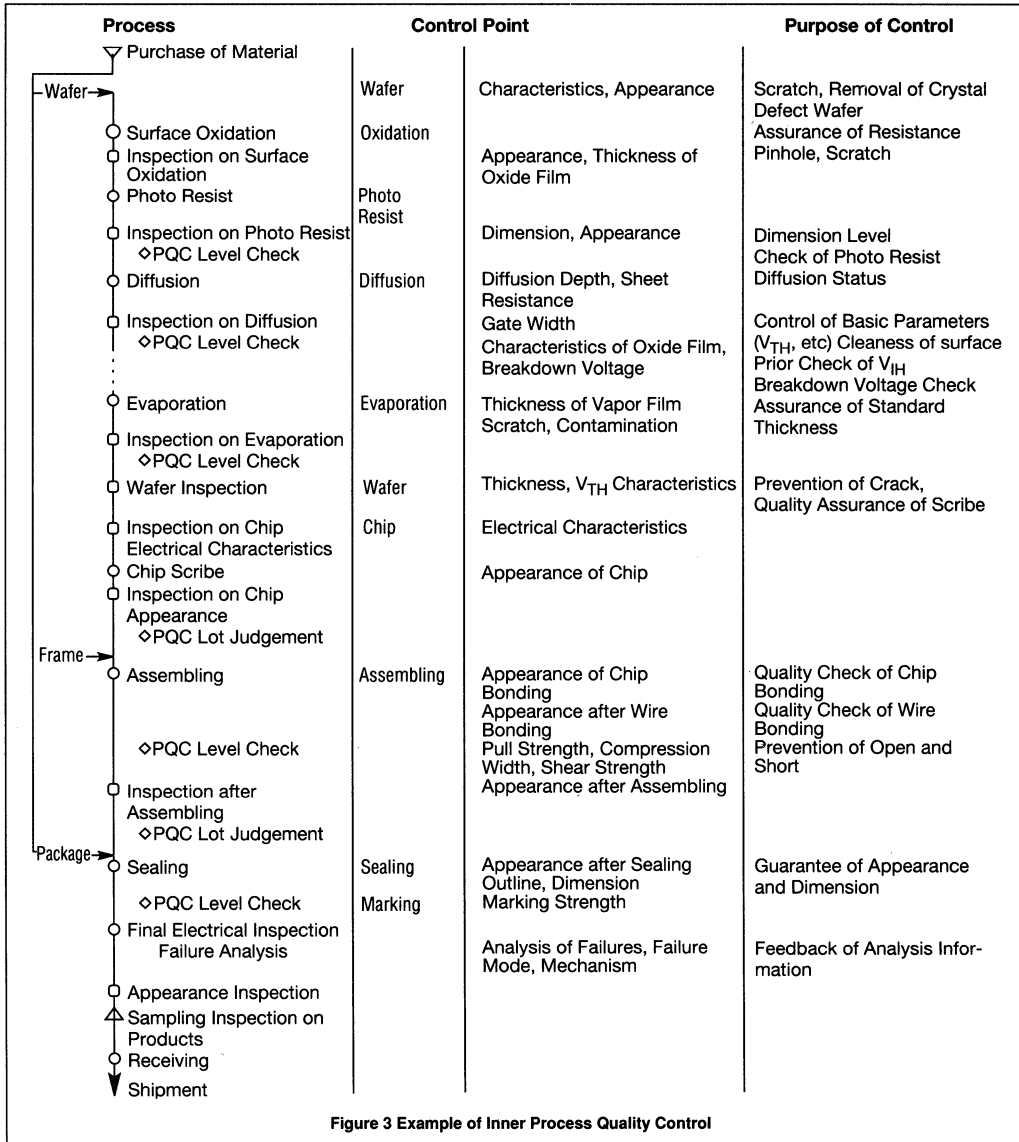 Process Control Point Purpose of Control
Purchase of Material
Wafer Wafer Characteristics, Appearance Scratch, Removal of Crystal
Defect Wafer
Surface Oxidation Oxidation Assurance of Resistance
Inspection on Surface Appearance, Thickness of Pinhole, Scratch
Oxidation Oxide Film
Photo Resist Photo
Resist
Inspection on Photo Resist Dimension, Appearance Dimension Level
◇PQC Level Check Check of Photo Resist
Diffusion Diffusion Diffusion Depth, Sheet Diffusion Status
Resistance
Inspection on Diffusion Gate Width Control of Basic Parameters
◇PQC Level Check Characteristics of Oxide Film, (VTH, etc) Cleaness of surface
Breakdown Voltage Prior Check of VIH
Breakdown Voltage Check
Evaporation Evaporation Thickness of Vapor Film Assurance of Standard
Scratch, Contamination Thickness
Inspection on Evaporation
◇PQC Level Check
Wafer Inspection Wafer Thickness, VTH Characteristics Prevention of Crack,
Quality Assurance of Scribe
Inspection on Chip Chip Electrical Characteristics
Electrical Characteristics
Chip Scribe Appearance of Chip
Inspection on Chip
Appearance
◇PQC Lot Judgement
Frame
Assembling Assembling Appearance of Chip Quality Check of Chip
Bonding Bonding
Appearance after Wire Quality Check of Wire
Bonding Bonding
◇PQC Level Check Pull Strength, Compression Prevention of Open and
Width, Shear Strength Short
Inspection after Appearance after Assembling
Assembling
◇PQC Lot Judgement
Package
Sealing Sealing Appearance after Sealing Guarantee of Appearance
Outline, Dimension and Dimension
◇PQC Level Check Marking Marking Strength
Final Electrical Inspection
Failure Analysis Analysis of Failures, Failure Feedback of Analysis Infor-
Mode, Mechanism mation
Appearance Inspection
Sampling Inspection on
Products
Receiving
Shipment
Figure 3 Example of Inner Process Quality Control